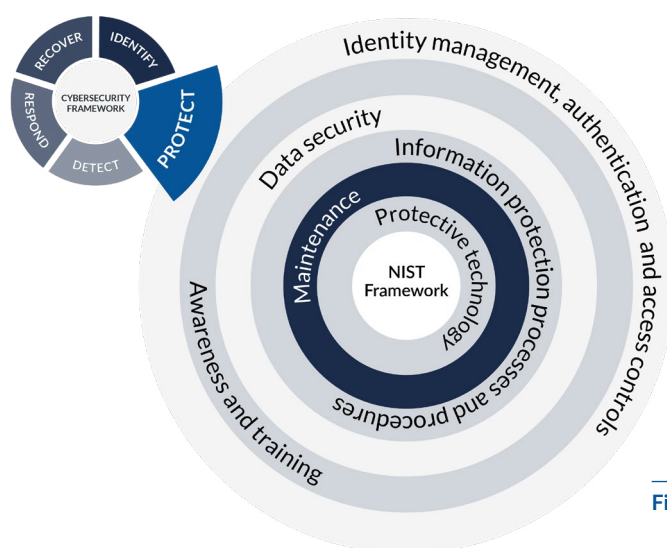 RECOVER
IDENTIFY
CYBERSECURITY
FRAMEWORK
RESPOND
DETECT
PROTECT
Identity management, authentication and access controls
Awareness and training
Data security
Information protection processes and procedures
Maintenance
Protective technology
NIST
Framework
Fi